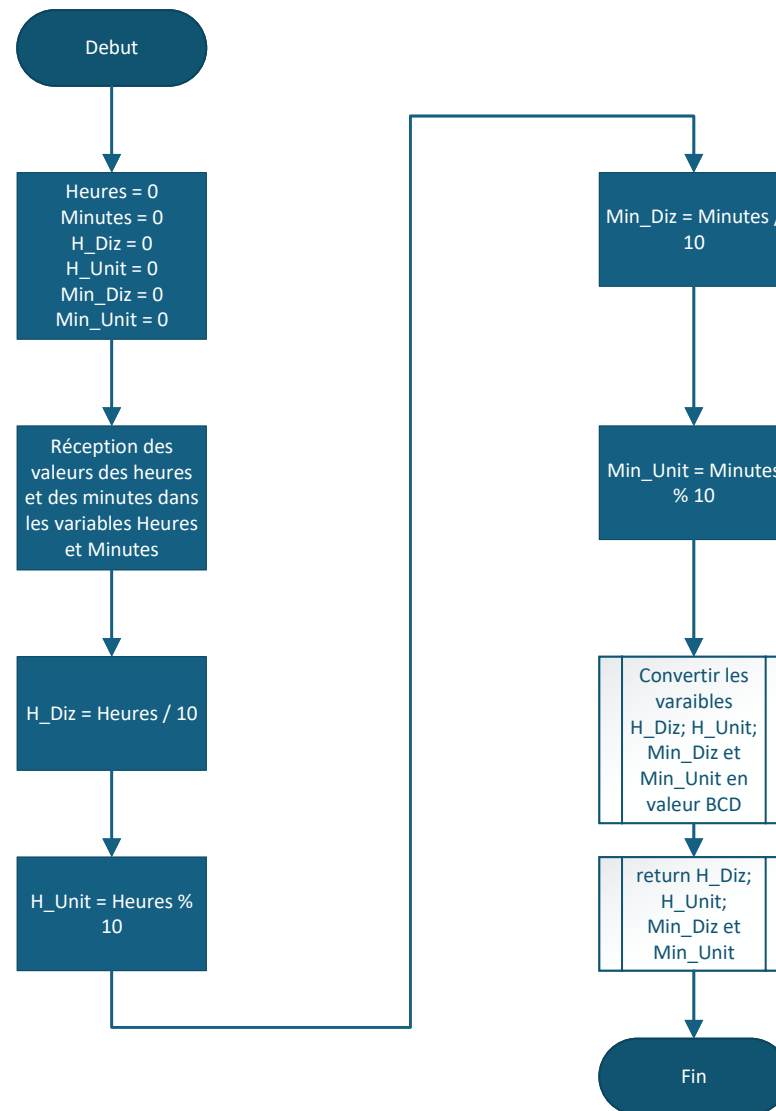 Debut
Heures = 0
Minutes = 0
H_Diz = 0
H_Unit = 0
Min_Diz = 0
Min_Unit = 0
Réception des
valeurs des heures
et des minutes dans
les variables Heures
et Minutes
H_Diz = Heures / 10
H_Unit = Heures %
10
Min_Diz = Minutes /
10
Min_Unit = Minutes
% 10
Convertir les
varaibles
H_Diz; H_Unit;
Min_Diz et
Min_Unit en
valeur BCD
return H_Diz;
H_Unit;
Min_Diz et
Min_Unit
Fin